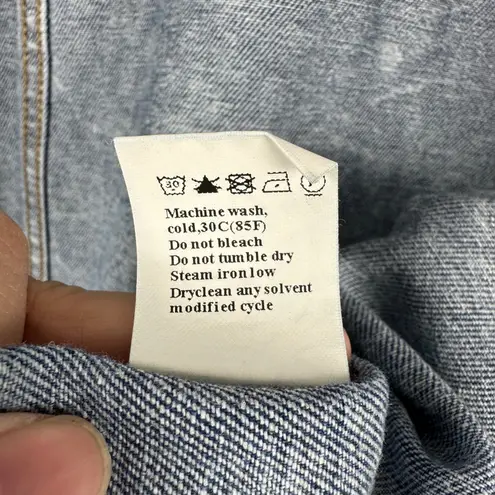 30
Machine wash,
cold,30C(85F)
Do not bleach
Do not tumble dry
Steam iron low
Dryclean any solvent
modified cycle